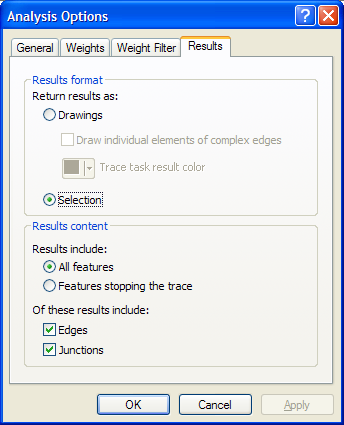 Analysis Options
General Weights Weight Filter Results
Results format
Return results as:
Drawings
Draw individual elements of complex edges
Trace task result color
Selection
Results content
Results include:
All features
Features stopping the trace
Of these results include:
Edges
Junctions
OK Cancel Apply